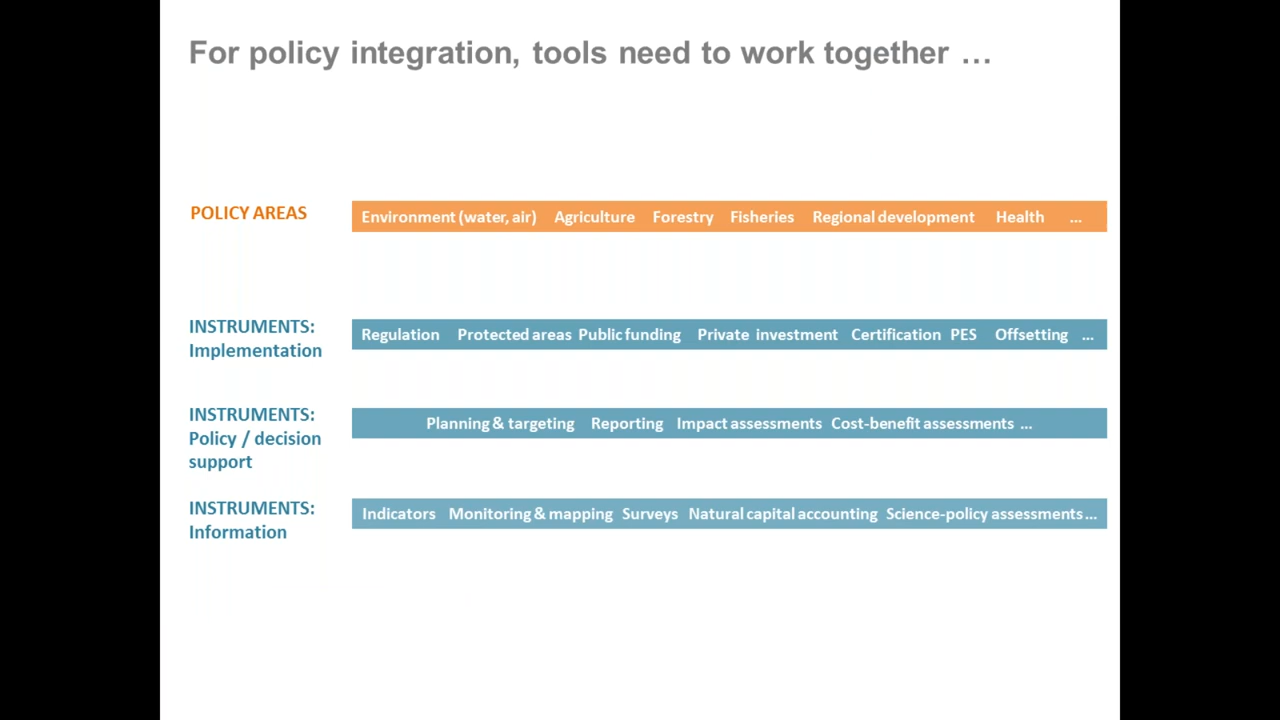 For policy integration, tools need to work together …
POLICY AREAS
Environment (water, air) Agriculture Forestry Fisheries Regional development Health ...
INSTRUMENTS:
Implementation
Regulation Protected areas Public funding Private investment Certification PES Offsetting ...
INSTRUMENTS:
Policy / decision
support
Planning & targeting Reporting Impact assessments Cost-benefit assessments ...
INSTRUMENTS:
Information
Indicators Monitoring & mapping Surveys Natural capital accounting Science-policy assessments...